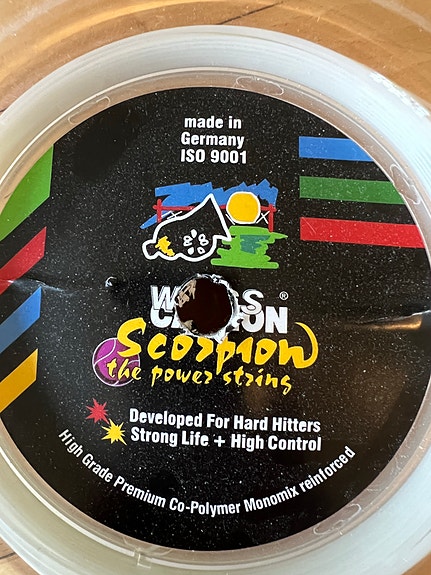 made in
Germany
ISO 9001
Scorpion
the power string
Developed For Hard Hitters
Strong Life + High Control
High Grade Premium Co-Polymer Monomix reinforced